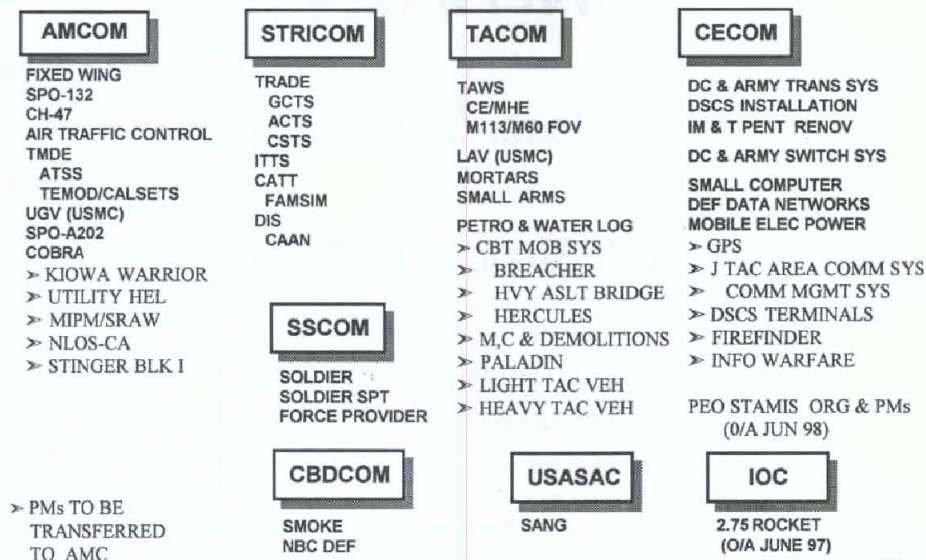 AMCOM
FIXED WING
SPO-132
CH-47
AIR TRAFFIC CONTROL
TMDE
ATSS
TEMOD/CALSETS
UGV (USMC)
SPO-A202
COBRA
➢ KIOWA WARRIOR
➢ UTILITY HEL
➢ MIPM/SRAW
➢ NLOS-CA
➢ STINGER BLK I
STRICOM
TRADE
GCTS
ACTS
CSTS
ITTS
CATT
FAMSIM
DIS
CAAN
SSCOM
SOLDIER
SOLDIER SPT
FORCE PROVIDER
CBDCOM
SMOKE
NBC DEF
TACOM
TAWS
CE/MHE
M113/M60 FOV
LAV (USMC)
MORTARS
SMALL ARMS
PETRO & WATER LOG
➢ CBT MOB SYS
➢ BREACHER
➢ HVY ASLT BRIDGE
➢ HERCULES
➢ M,C & DEMOLITIONS
➢ PALADIN
➢ LIGHT TAC VEH
➢ HEAVY TAC VEH
USASAC
SANG
CECOM
DC & ARMY TRANS SYS
DSCS INSTALLATION
IM & T PENT RENOV
DC & ARMY SWITCH SYS
SMALL COMPUTER
DEF DATA NETWORKS
MOBILE ELEC POWER
➢ GPS
➢ J TAC AREA COMM SYS
➢ COMM MGMT SYS
➢ DSCS TERMINALS
➢ FIREFINDER
➢ INFO WARFARE
PEO STAMIS ORG & PMs
(0/A JUN 98)
IOC
2.75 ROCKET
(O/A JUNE 97)
➢ PMs TO BE
TRANSFERRED
TO AMC